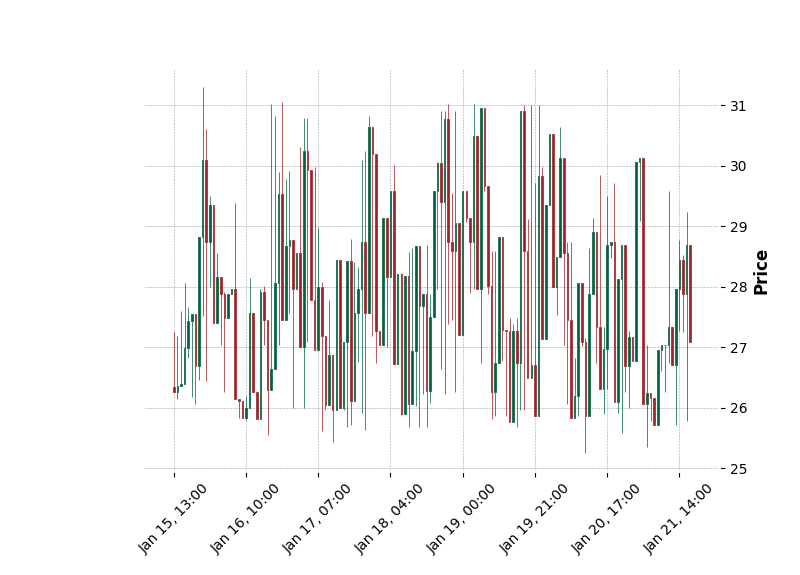 31
30
29
28
27
26
25
Price
Jan 15, 13:00
Jan 16, 10:00
Jan 17, 07:00
Jan 18, 04:00
Jan 19, 00:00
Jan 19, 21:00
Jan 20, 17:00
Jan 21, 14:00